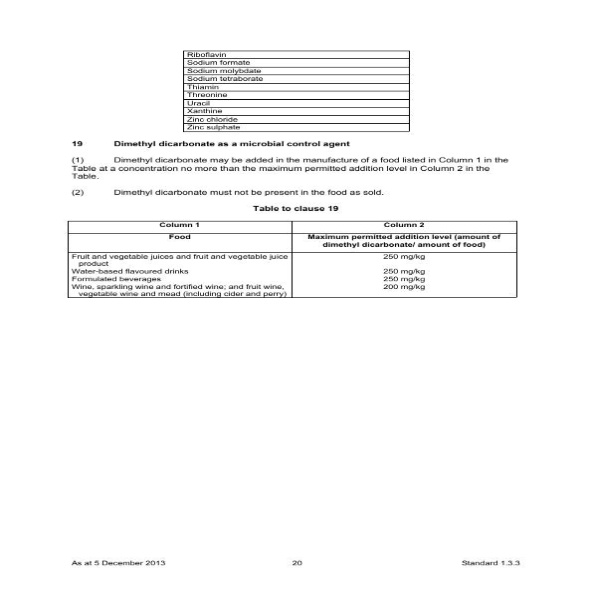 Riboflavin
Sodium formate
Sodium molybdate
Sodium tetraborate
Thiamin
Threonine
Uracil
Xanthine
Zinc chloride
Zinc sulphate
19 Dimethyl dicarbonate as a microbial control agent
(1) Dimethyl dicarbonate may be added in the manufacture of a food listed in Column 1 in the
Table at a concentration no more than the maximum permitted addition level in Column 2 in the
Table.
(2) Dimethyl dicarbonate must not be present in the food as sold.
Table to clause 19
Column 1 Column 2
Food Maximum permitted addition level (amount of
dimethyl dicarbonate/ amount of food)
Fruit and vegetable juices and fruit and vegetable juice 250 mg/kg
product
Water-based flavoured drinks 250 mg/kg
Formulated beverages 250 mg/kg
Wine, sparkling wine and fortified wine; and fruit wine, 200 mg/kg
vegetable wine and mead (including cider and perry)
As at 5 December 2013 20 Standard 1.3.3